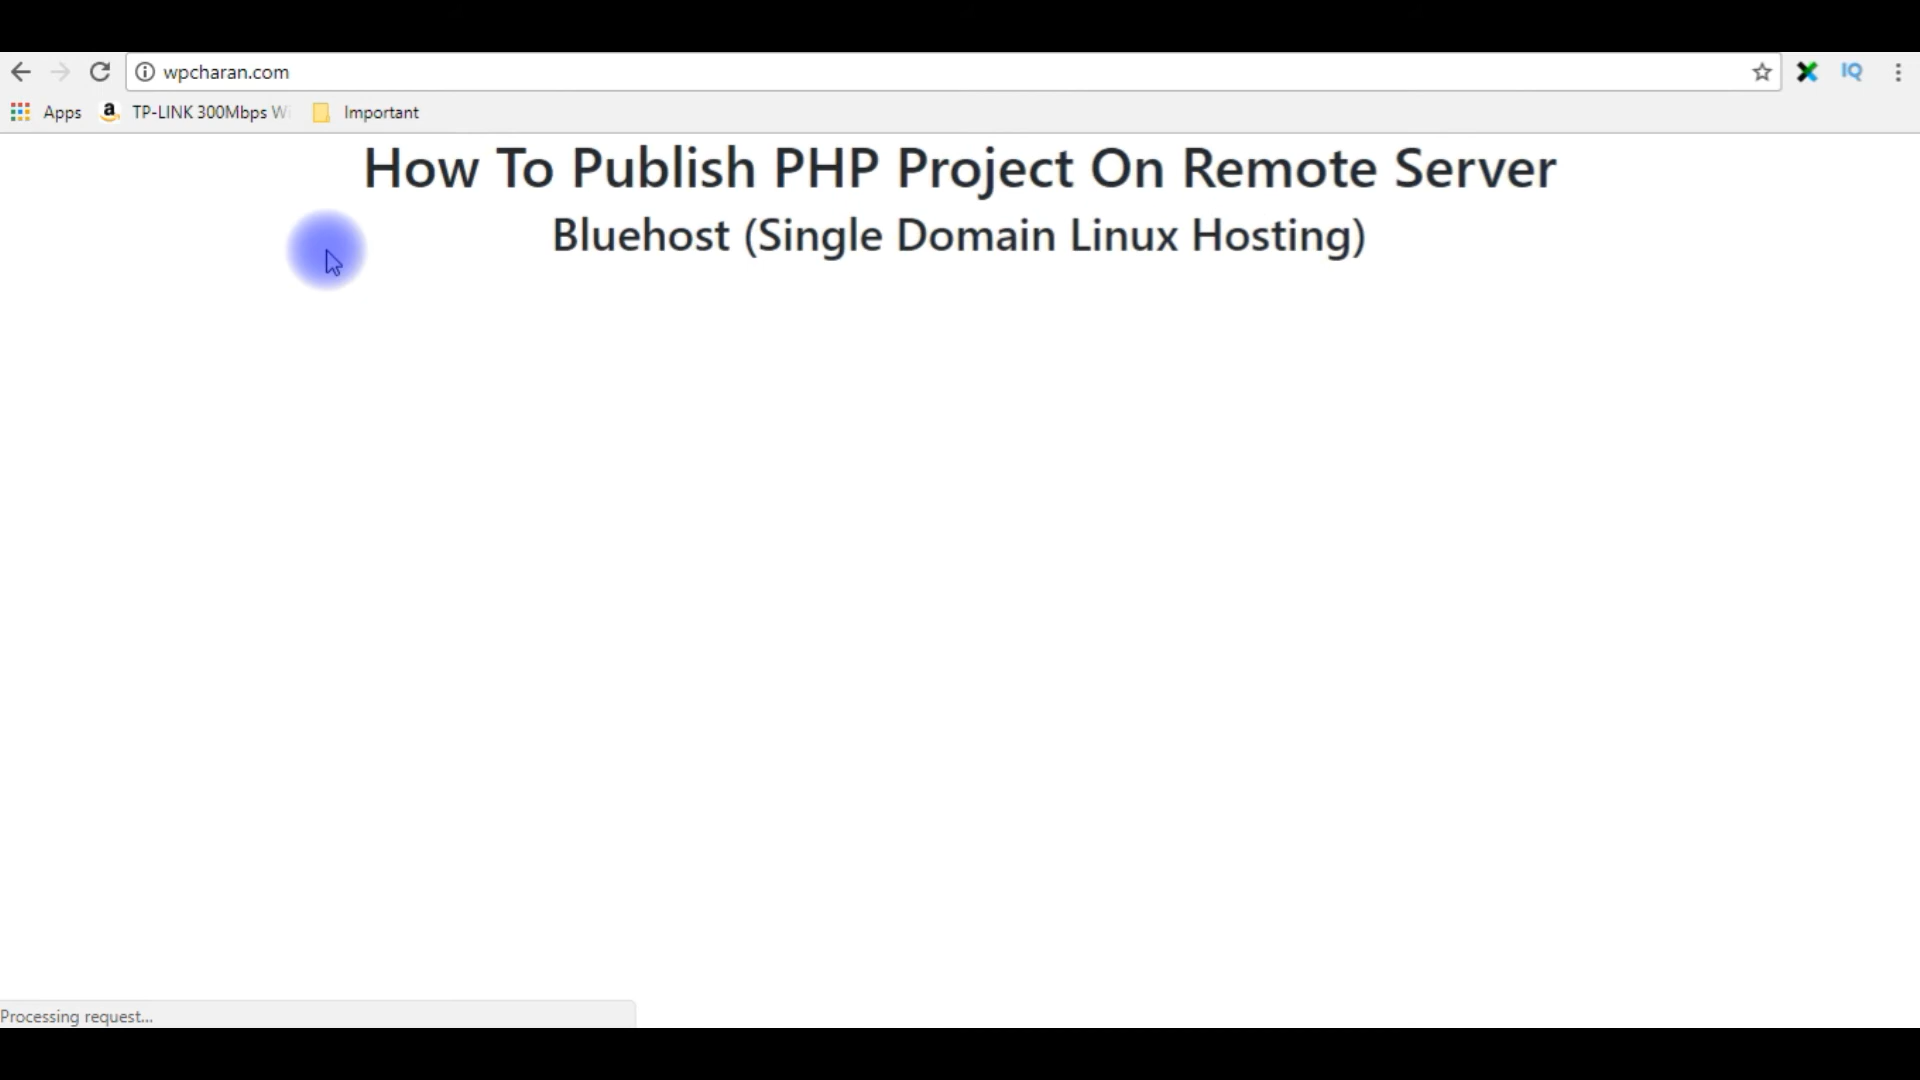 wpcharan.com
IQ
Apps
a
TP-LINK 300Mbps W
Important
How To Publish PHP Project On Remote Server
Bluehost (Single Domain Linux Hosting)
Processing request...